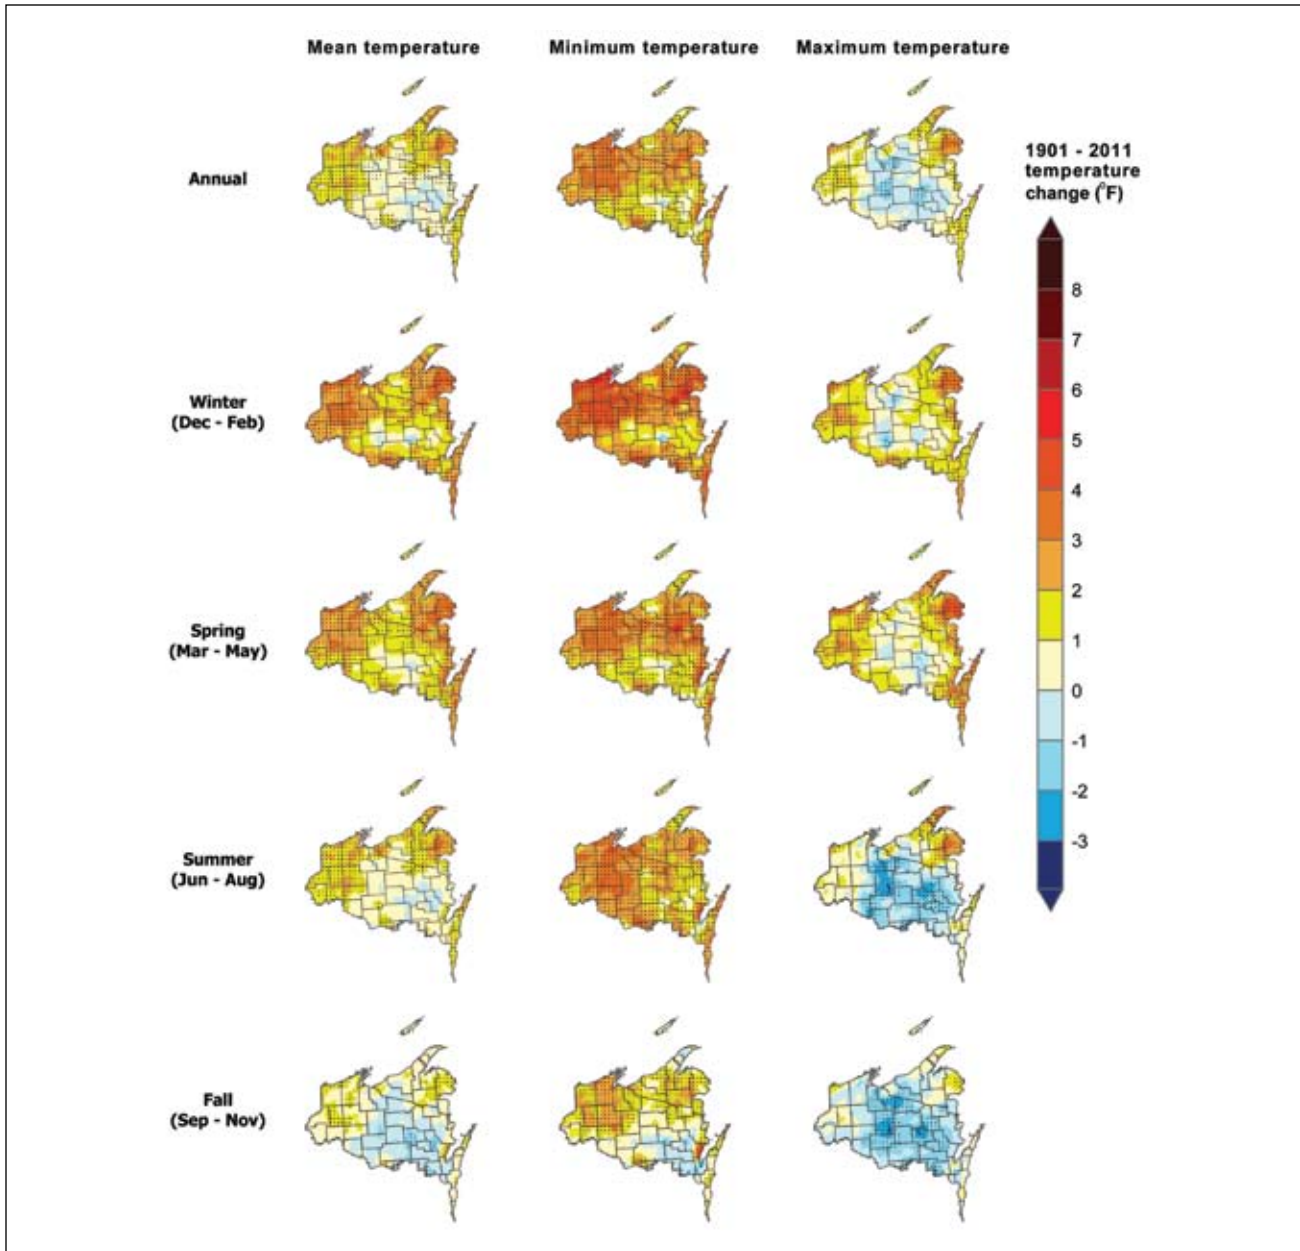 Mean temperature
Minimum temperature
Maximum temperature
1901 - 2011
temperature
change (°F)
Annual
Winter
(Dec - Feb)
Spring
(Mar - May)
Summer
(Jun - Aug)
Fall
(Sep - Nov)
8
7
6
5
4
3
2
1
0
-1
-2
-3